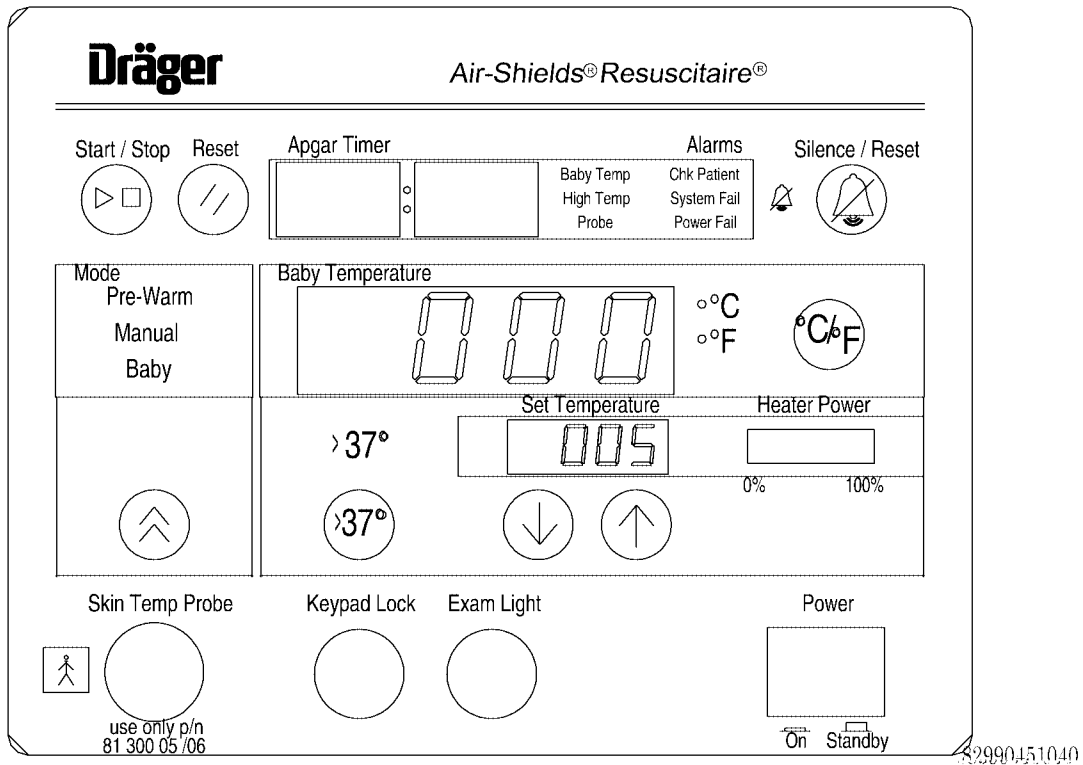 Dräger
Air-Shields® Resuscitaire®
Start / Stop Reset Apgar Timer Alarms Silence / Reset
Baby Temp Chk Patient
High Temp System Fail
Probe Power Fail
Mode
Pre-Warm
Manual
Baby
Baby Temperature
000
°C
°F
°C/°F
Set Temperature
005
Heater Power
0% 100%
>37°
>37°
Skin Temp Probe Keypad Lock Exam Light Power
use only p/n
81 300 05 /06
On Standby
82990451040